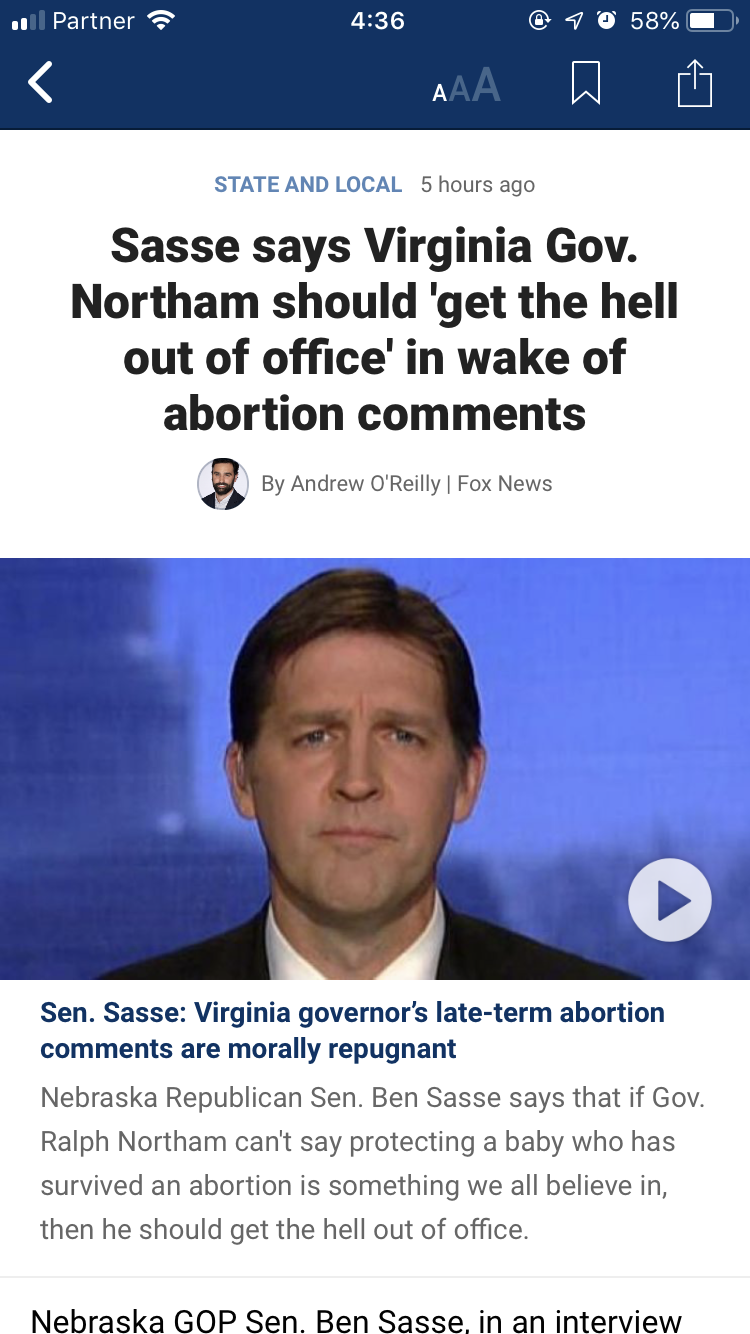 Partner 4:36 58%
AAA
STATE AND LOCAL 5 hours ago
Sasse says Virginia Gov.
Northam should 'get the hell
out of office' in wake of
abortion comments
By Andrew O'Reilly | Fox News
Sen. Sasse: Virginia governor’s late-term abortion
comments are morally repugnant
Nebraska Republican Sen. Ben Sasse says that if Gov.
Ralph Northam can't say protecting a baby who has
survived an abortion is something we all believe in,
then he should get the hell out of office.
Nebraska GOP Sen. Ben Sasse, in an interview